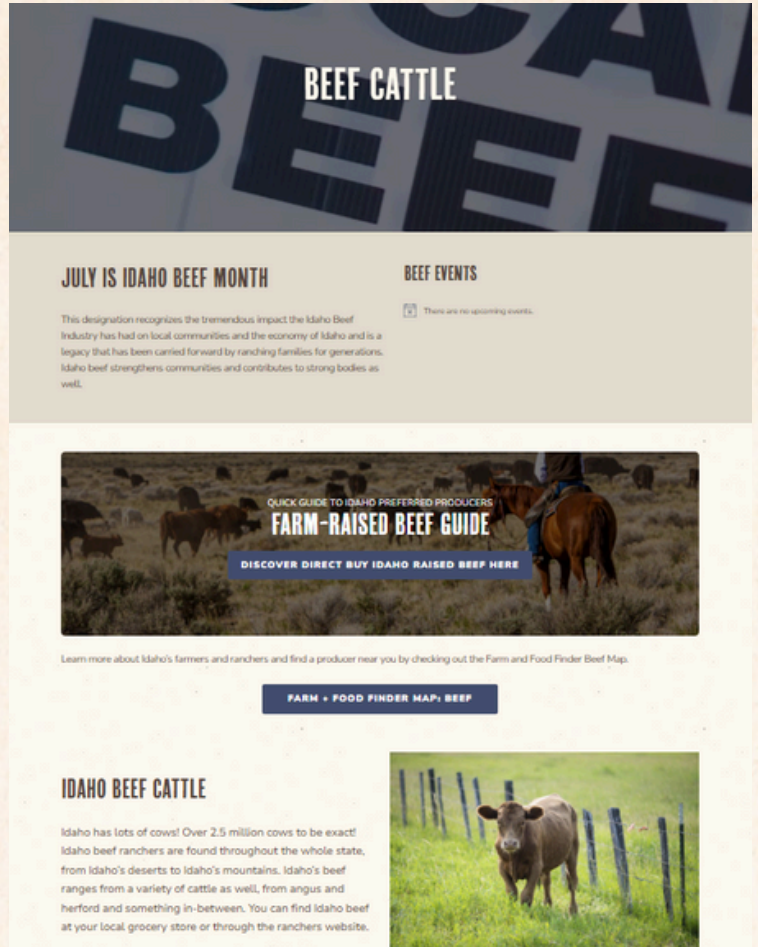 LOCAL
BEEF
BEEF CATTLE
JULY IS IDAHO BEEF MONTH
This designation recognizes the tremendous impact the Idaho Beef
Industry has had on local communities and the economy of Idaho and is a
legacy that has been carried forward by ranching families for generations.
Idaho beef strengthens communities and contributes to strong bodies as
well.
BEEF EVENTS
There are no upcoming events.
QUICK GUIDE TO IDAHO PREFERRED PRODUCERS
FARM-RAISED BEEF GUIDE
DISCOVER DIRECT BUY IDAHO RAISED BEEF HERE
Learn more about Idaho's farmers and ranchers and find a producer near you by checking out the Farm and Food Finder Beef Map.
FARM + FOOD FINDER MAP: BEEF
IDAHO BEEF CATTLE
Idaho has lots of cows! Over 2.5 million cows to be exact!
Idaho beef ranchers are found throughout the whole state,
from Idaho's deserts to Idaho's mountains. Idaho's beef
ranges from a variety of cattle as well, from angus and
herford and something in-between. You can find Idaho beef
at your local grocery store or through the ranchers website.